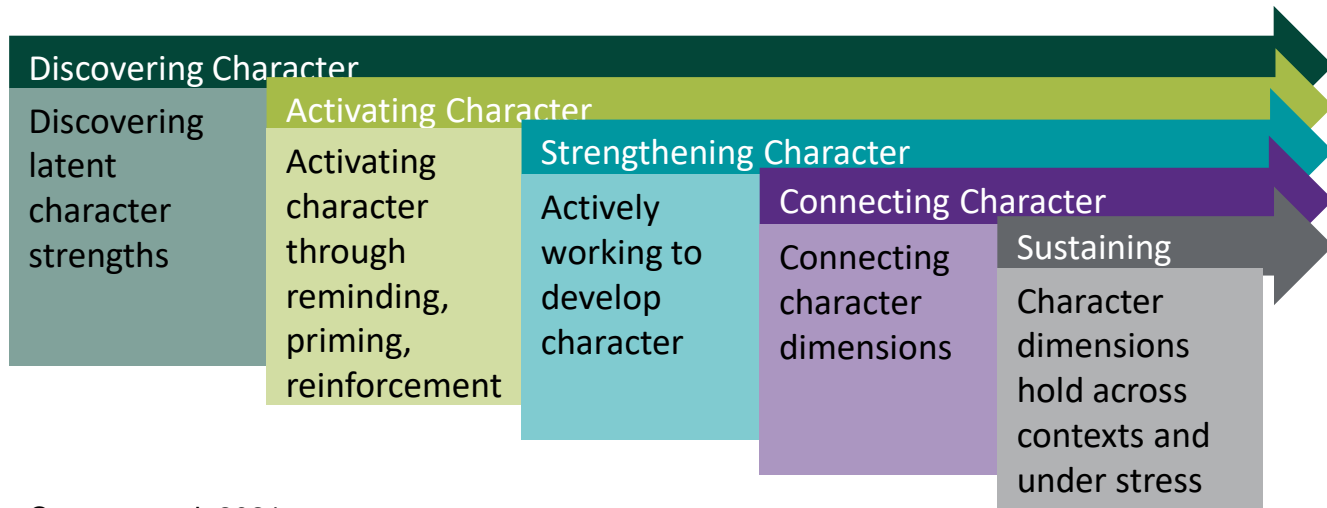 Discovering Character
Discovering
latent
character
strengths
Activating Character
Activating
character
through
reminding,
priming,
reinforcement
Strengthening Character
Actively
working to
develop
character
Connecting Character
Connecting
character
dimensions
Sustaining
Character
dimensions
hold across
contexts and
under stress